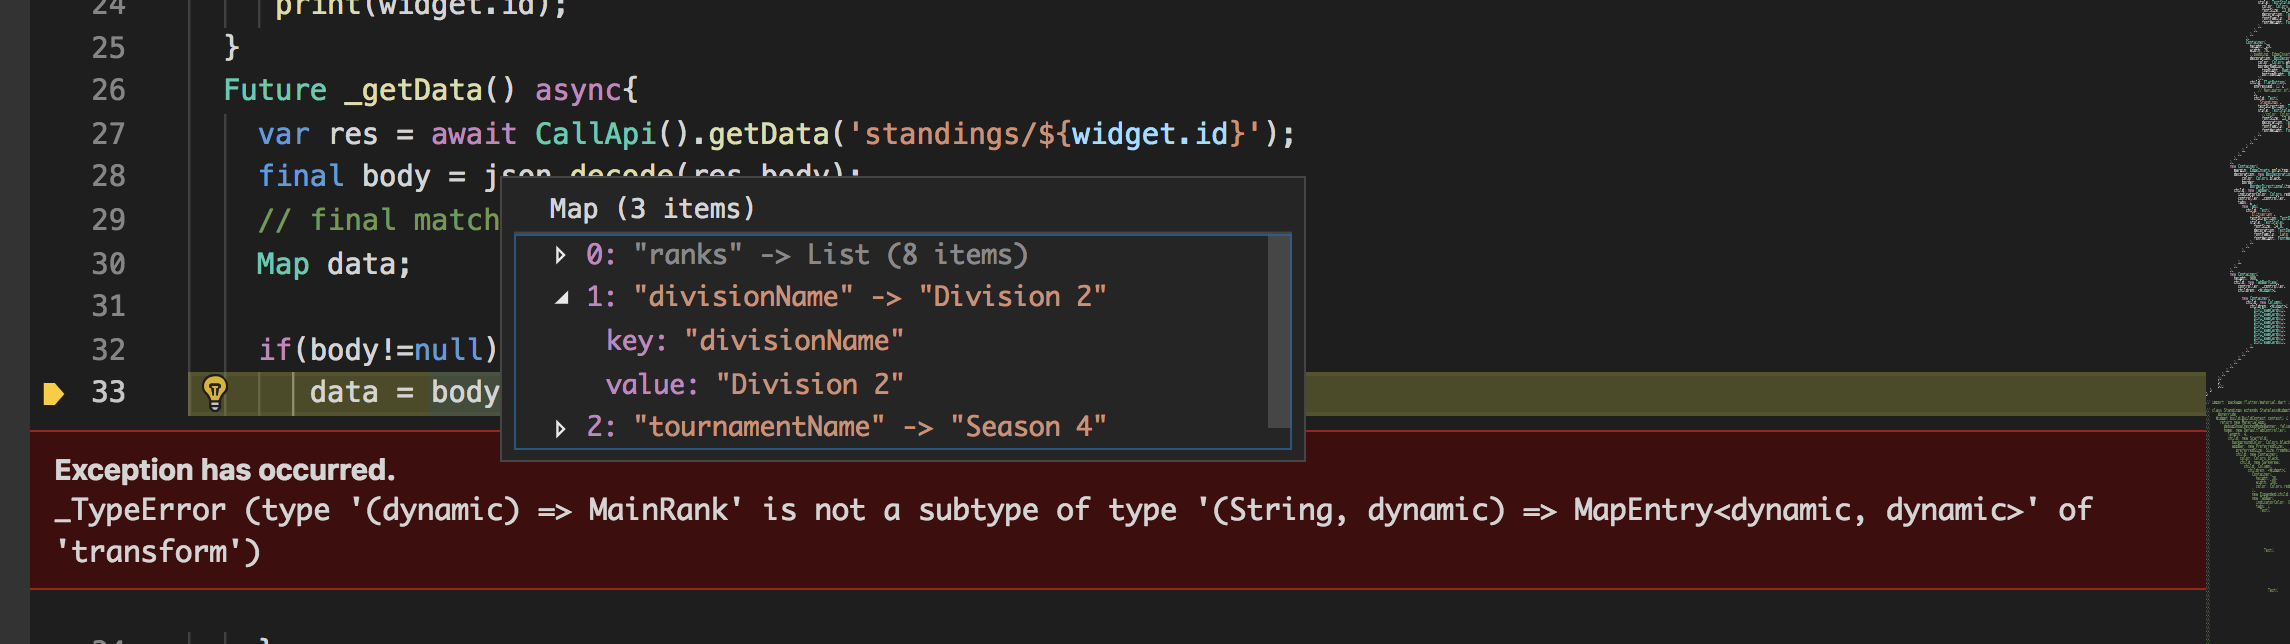 24 print(widget.id);
25 }
26 Future _getData() async{
27 var res = await CallApi().getData('standings/${widget.id}');
28 final body = json.decode(res.body);
29 // final match
30 Map data;
31
32 if(body!=null)
33 data = body
Map (3 items)
0: "ranks" -> List (8 items)
1: "divisionName" -> "Division 2"
key: "divisionName"
value: "Division 2"
2: "tournamentName" -> "Season 4"
Exception has occurred.
_TypeError (type '(dynamic) => MainRank' is not a subtype of type '(String, dynamic) => MapEntry<dynamic, dynamic>' of
'transform')
34 }